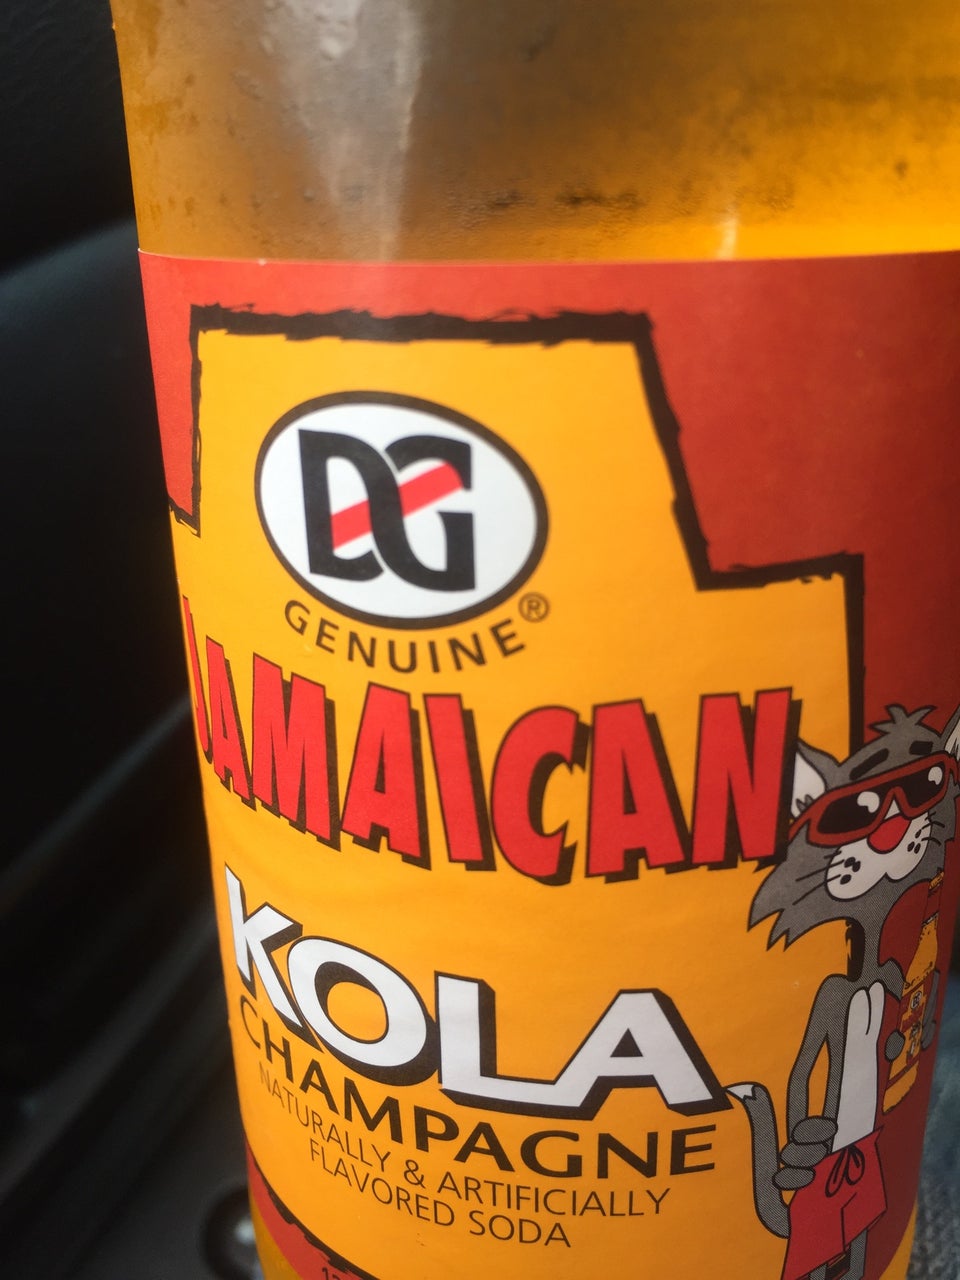 DG
GENUINE®
JAMAICAN
KOLA
CHAMPAGNE
NATURALLY & ARTIFICIALLY
FLAVORED SODA